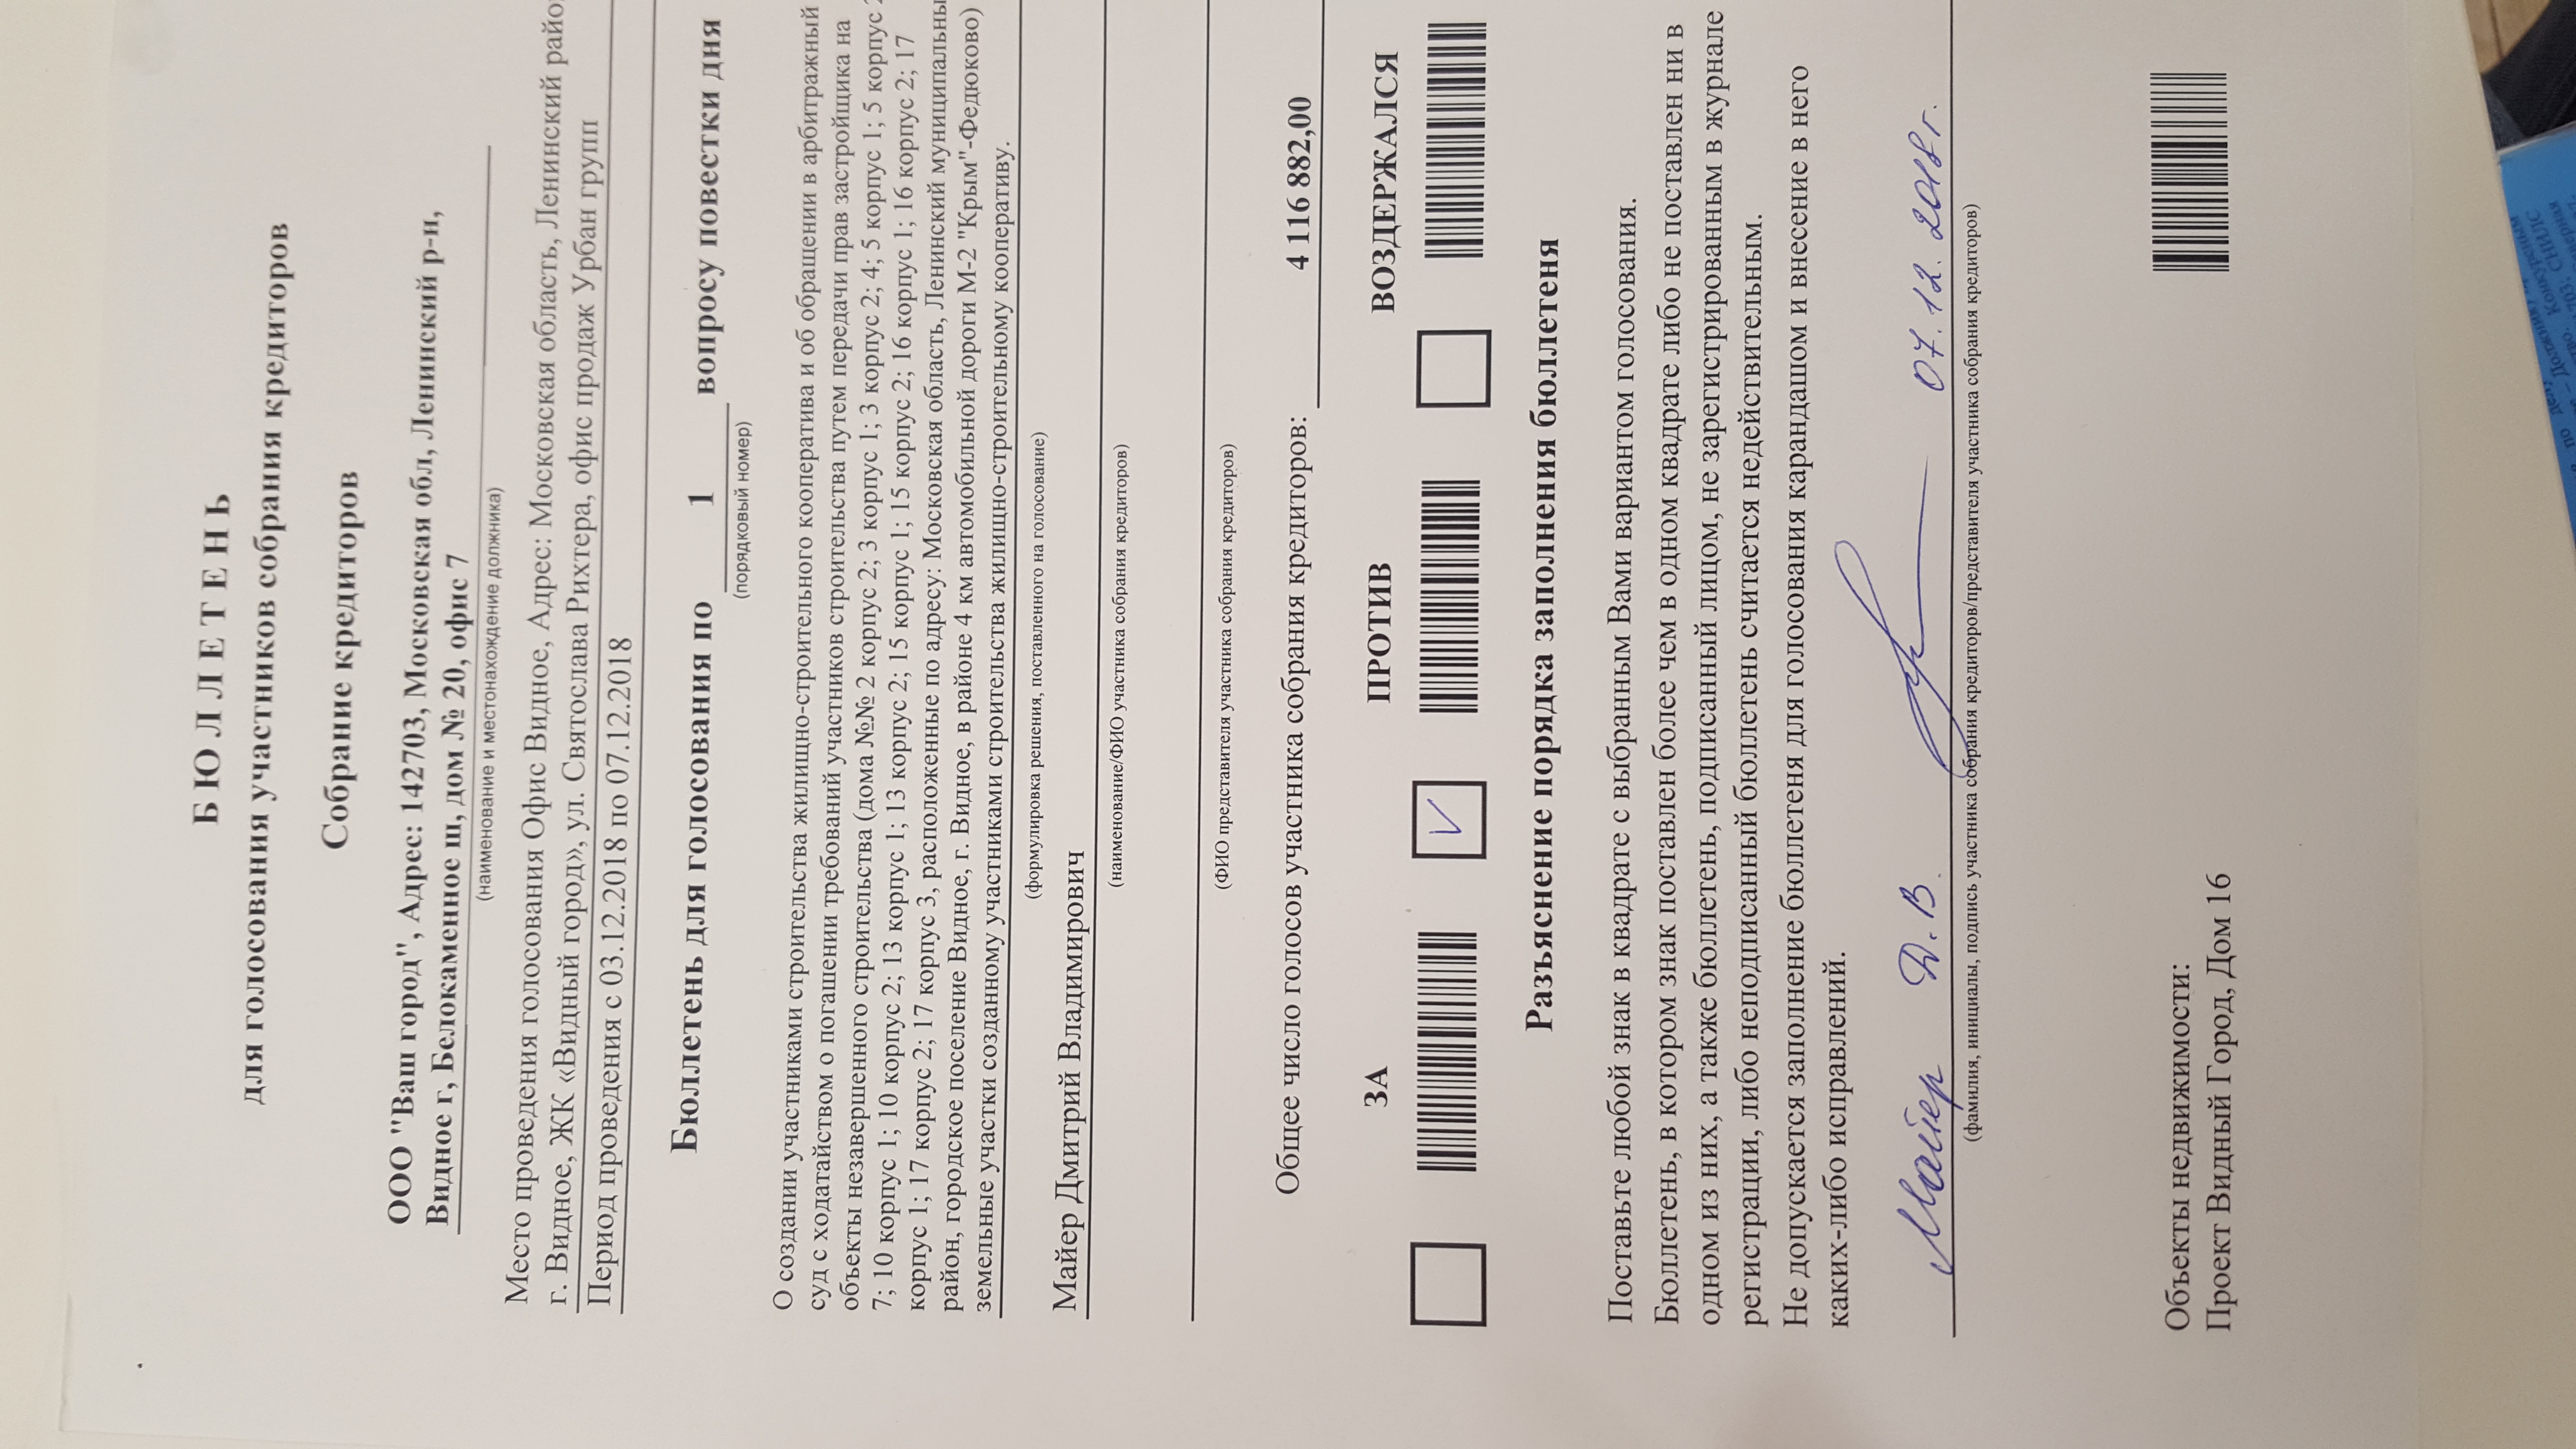 БЮЛЛЕТЕНЬ
для голосования участников собрания кредиторов
Собрание кредиторов
ООО "Ваш город", Адрес: 142703, Московская обл, Ленинский р-н,
Видное г, Белокаменное ш, дом № 20, офис 7
(наименование и местонахождение должника)
Место проведения голосования Офис Видное, Адрес: Московская область, Ленинский райо
г. Видное, ЖК «Видный город», ул. Святослава Рихтера, офис продаж Урбан групп
Период проведения с 03.12.2018 по 07.12.2018
Бюллетень для голосования по 1 вопросу повестки дня
(порядковый номер)
О создании участниками строительства жилищно-строительного кооператива и об обращении в арбитражный
суд с ходатайством о погашении требований участников строительства путем передачи прав застройщика на
объекты незавершенного строительства (дома №№ 2 корпус 2; 3 корпус 1; 3 корпус 2; 4; 5 корпус 1; 5 корпус 2
7; 10 корпус 1; 10 корпус 2; 13 корпус 1; 13 корпус 2; 15 корпус 1; 15 корпус 2; 16 корпус 1; 16 корпус 2; 17
корпус 1; 17 корпус 2; 17 корпус 3, расположенные по адресу: Московская область, Ленинский муниципальны
район, городское поселение Видное, г. Видное, в районе 4 км автомобильной дороги М-2 "Крым"-Федюково)
земельные участки созданному участниками строительства жилищно-строительному кооперативу.
(формулировка решения, поставленного на голосование)
Майер Дмитрий Владимирович
(наименование/ФИО участника собрания кредиторов)
(ФИО представителя участника собрания кредиторов)
Общее число голосов участника собрания кредиторов: 4 116 882,00
ЗА ПРОТИВ ВОЗДЕРЖАЛСЯ
Разъяснение порядка заполнения бюллетеня
Поставьте любой знак в квадрате с выбранным Вами вариантом голосования.
Бюллетень, в котором знак поставлен более чем в одном квадрате либо не поставлен ни в
одном из них, а также бюллетень, подписанный лицом, не зарегистрированным в журнале
регистрации, либо неподписанный бюллетень считается недействительным.
Не допускается заполнение бюллетеня для голосования карандашом и внесение в него
каких-либо исправлений.
Майер Д.В. 07.12.2018г.
(фамилия, инициалы, подпись участника собрания кредиторов/представителя участника собрания кредиторов)
Объекты недвижимости:
Проект Видный Город, Дом 16
по делу
Должнику
Конкурсным
703, СНИЛС